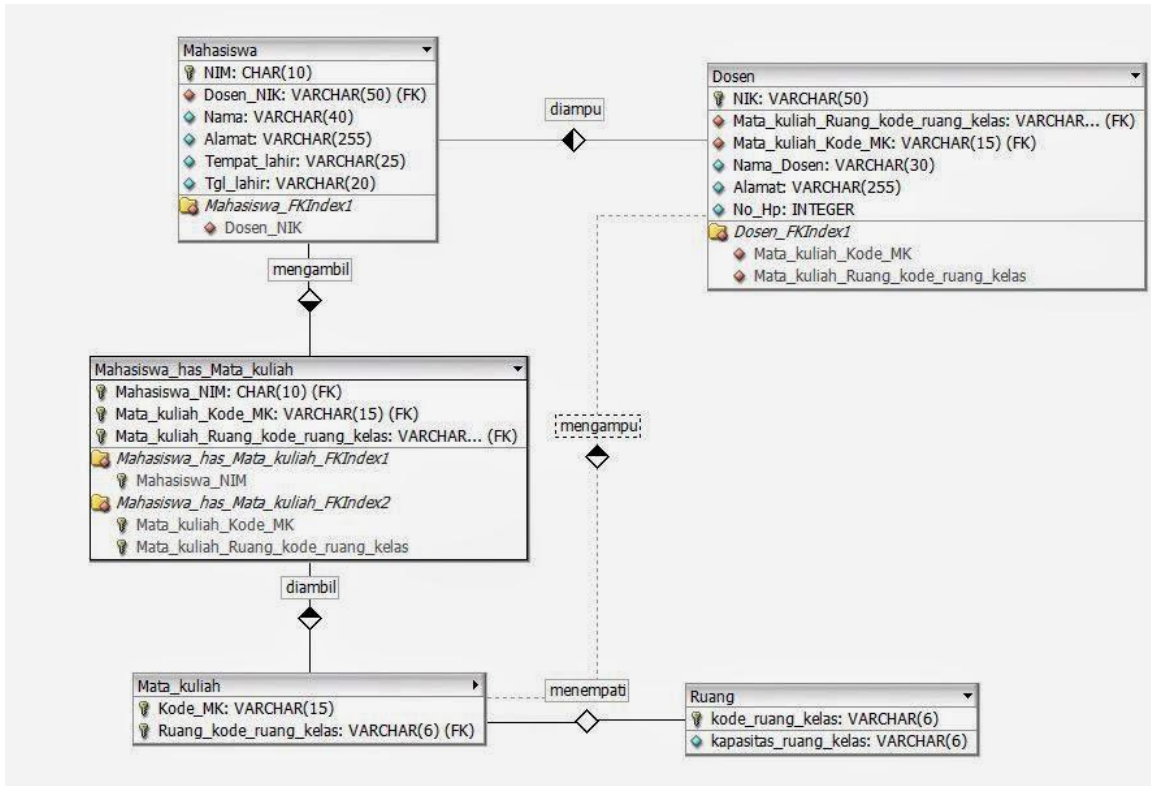 Mahasiswa
NIM: CHAR(10)
Dosen_NIK: VARCHAR(50) (FK)
Nama: VARCHAR(40)
Alamat: VARCHAR(255)
Tempat_lahir: VARCHAR(25)
Tgl_lahir: VARCHAR(20)
Mahasiswa_FKIndex1
Dosen_NIK
diampu
Dosen
NIK: VARCHAR(50)
Mata_kuliah_Ruang_kode_ruang_kelas: VARCHAR... (FK)
Mata_kuliah_Kode_MK: VARCHAR(15) (FK)
Nama_Dosen: VARCHAR(30)
Alamat: VARCHAR(255)
No_Hp: INTEGER
Dosen_FKIndex1
Mata_kuliah_Kode_MK
Mata_kuliah_Ruang_kode_ruang_kelas
mengambil
Mahasiswa_has_Mata_kuliah
Mahasiswa_NIM: CHAR(10) (FK)
Mata_kuliah_Kode_MK: VARCHAR(15) (FK)
Mata_kuliah_Ruang_kode_ruang_kelas: VARCHAR... (FK)
Mahasiswa_has_Mata_kuliah_FKIndex1
Mahasiswa_NIM
Mahasiswa_has_Mata_kuliah_FKIndex2
Mata_kuliah_Kode_MK
Mata_kuliah_Ruang_kode_ruang_kelas
mengampu
diambil
Mata_kuliah
Kode_MK: VARCHAR(15)
Ruang_kode_ruang_kelas: VARCHAR(6) (FK)
menempati
Ruang
kode_ruang_kelas: VARCHAR(6)
kapasitas_ruang_kelas: VARCHAR(6)